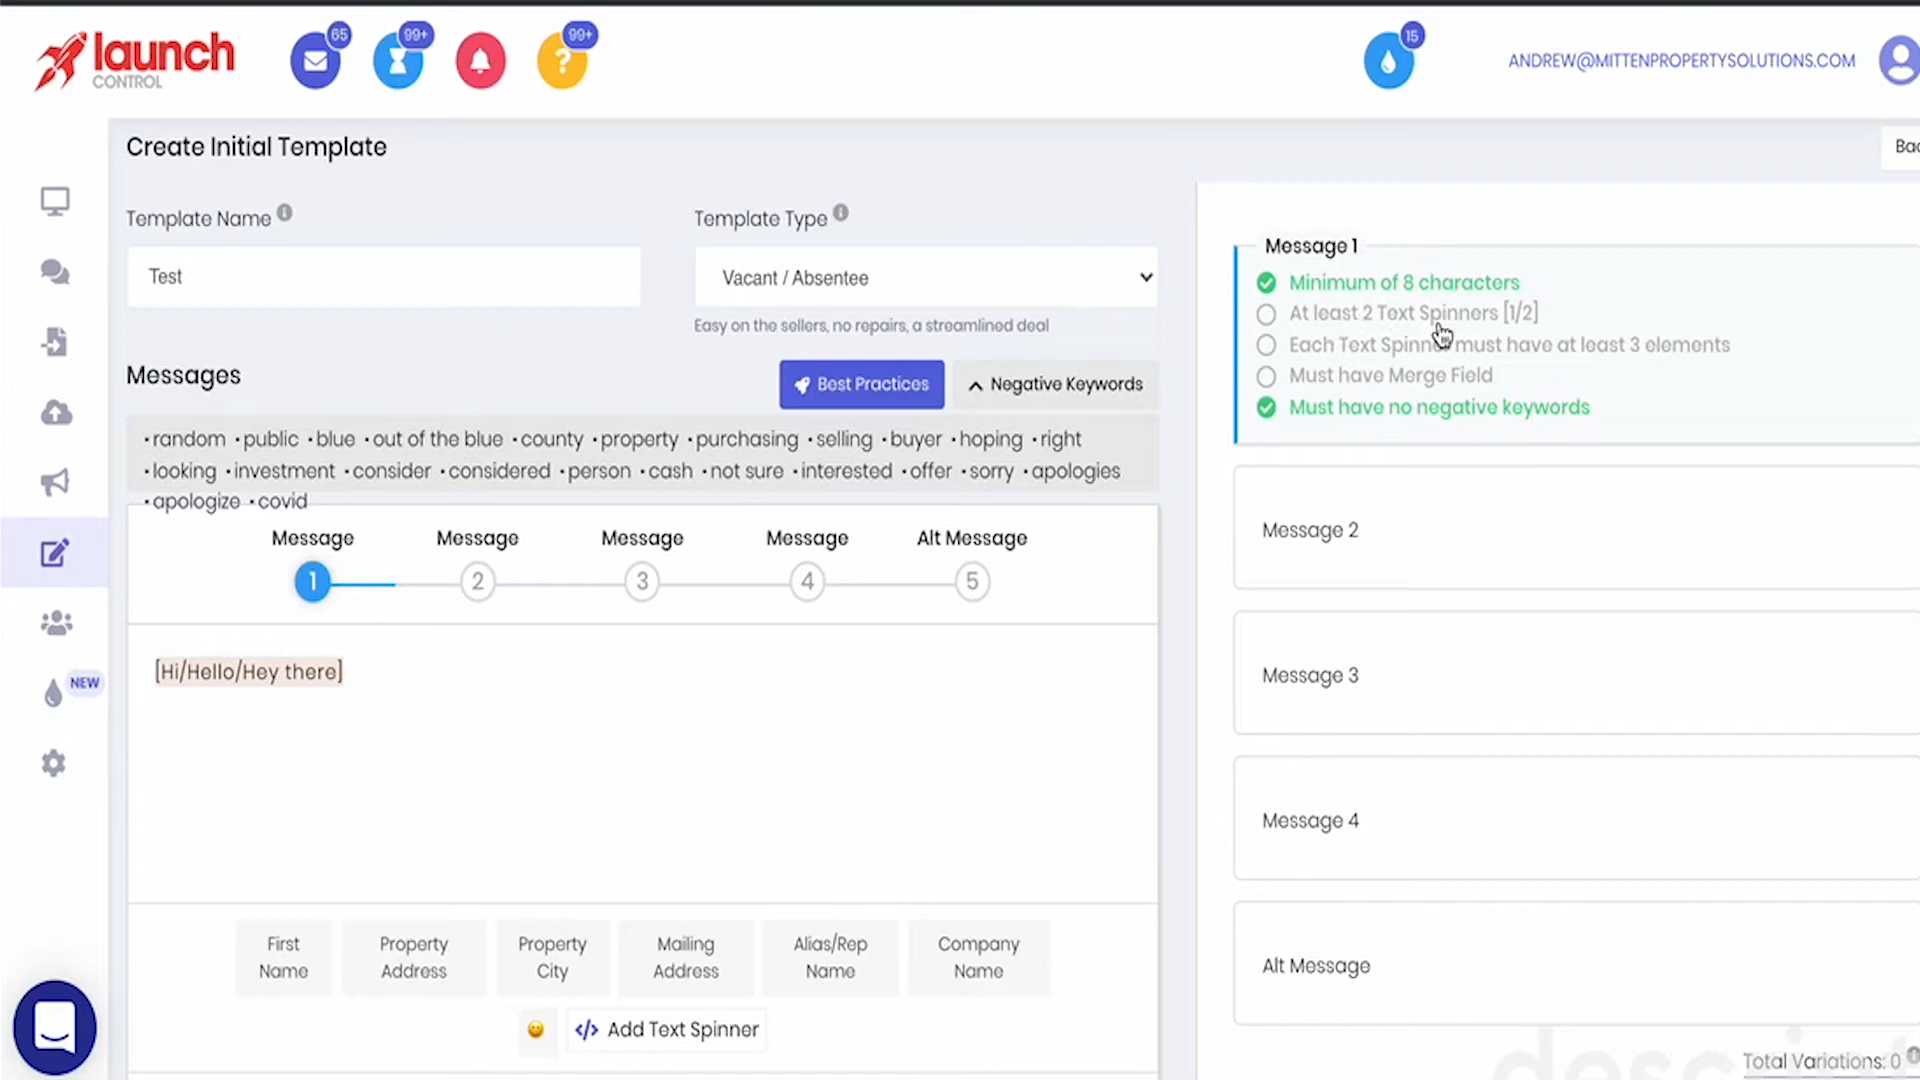 launch
CONTROL
65
99+
99+
15
ANDREW@MITTENPROPERTYSOLUTIONS.COM
Create Initial Template
Template Name
Template Type
Test
Vacant / Absentee
Easy on the sellers, no repairs, a streamlined deal
Messages
Best Practices
Negative Keywords
•random •public •blue •out of the blue •county •property •purchasing •selling •buyer •hoping •right
•looking •investment •consider •considered •person •cash •not sure •interested •offer •sorry •apologies
•apologize •covid
Message Message Message Message Alt Message
1 2 3 4 5
[Hi/Hello/Hey there]
First Name
Property Address
Property City
Mailing Address
Alias/Rep Name
Company Name
</> Add Text Spinner
NEW
Message 1
Minimum of 8 characters
At least 2 Text Spinners [1/2]
Each Text Spinn must have at least 3 elements
Must have Merge Field
Must have no negative keywords
Message 2
Message 3
Message 4
Alt Message
Total Variations: 0